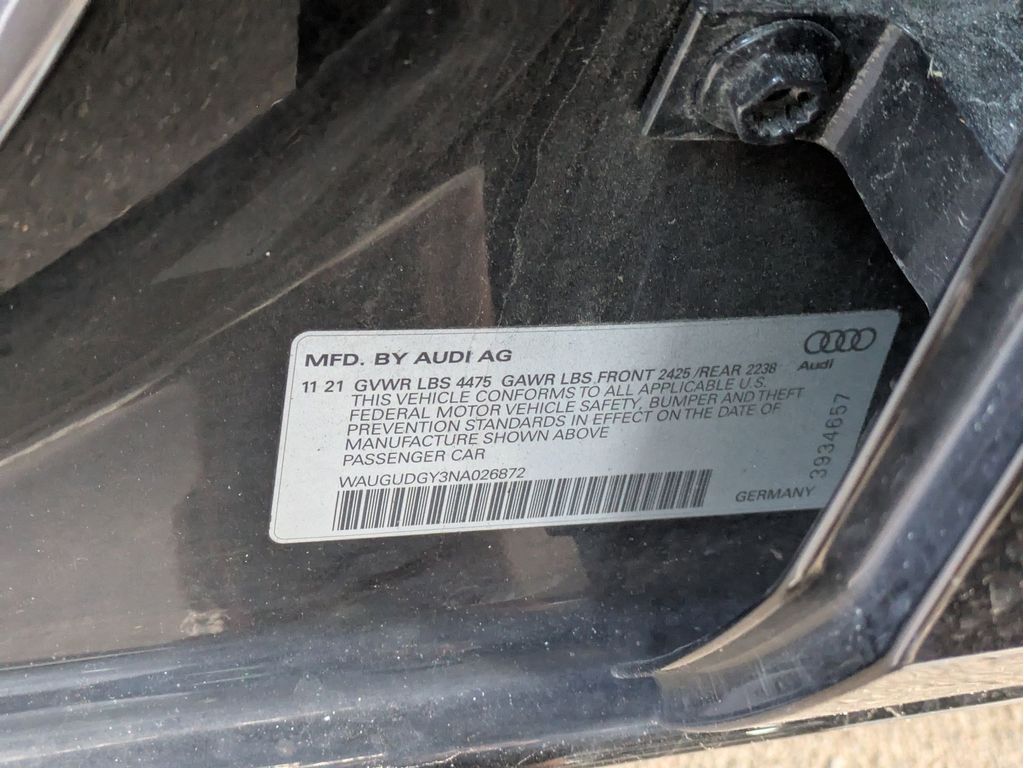 MFD. BY AUDI AG
Audi
11 21 GVWR LBS 4475 GAWR LBS FRONT 2425 /REAR 2238
THIS VEHICLE CONFORMS TO ALL APPLICABLE U.S.
FEDERAL MOTOR VEHICLE SAFETY, BUMPER AND THEFT
PREVENTION STANDARDS IN EFFECT ON THE DATE OF
MANUFACTURE SHOWN ABOVE
PASSENGER CAR
WAUGUDGY3NA026872
GERMANY
3934657